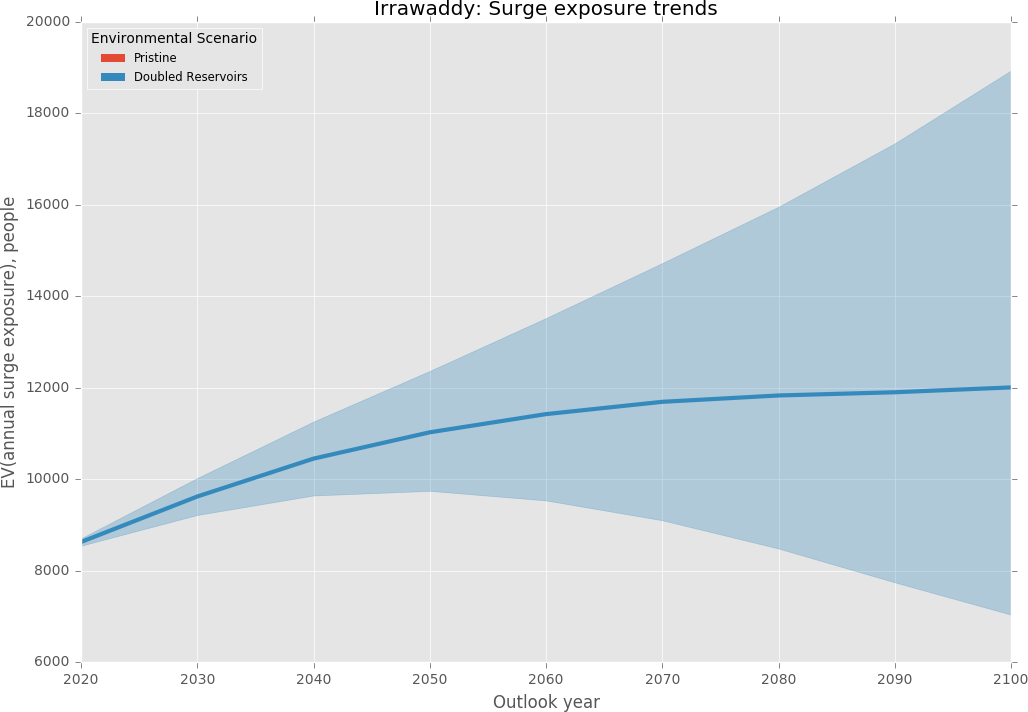 Irrawaddy: Surge exposure trends
20000
18000
16000
14000
12000
10000
8000
6000
EV(annual surge exposure), people
Environmental Scenario
Pristine
Doubled Reservoirs
2020 2030 2040 2050 2060 2070 2080 2090 2100
Outlook year